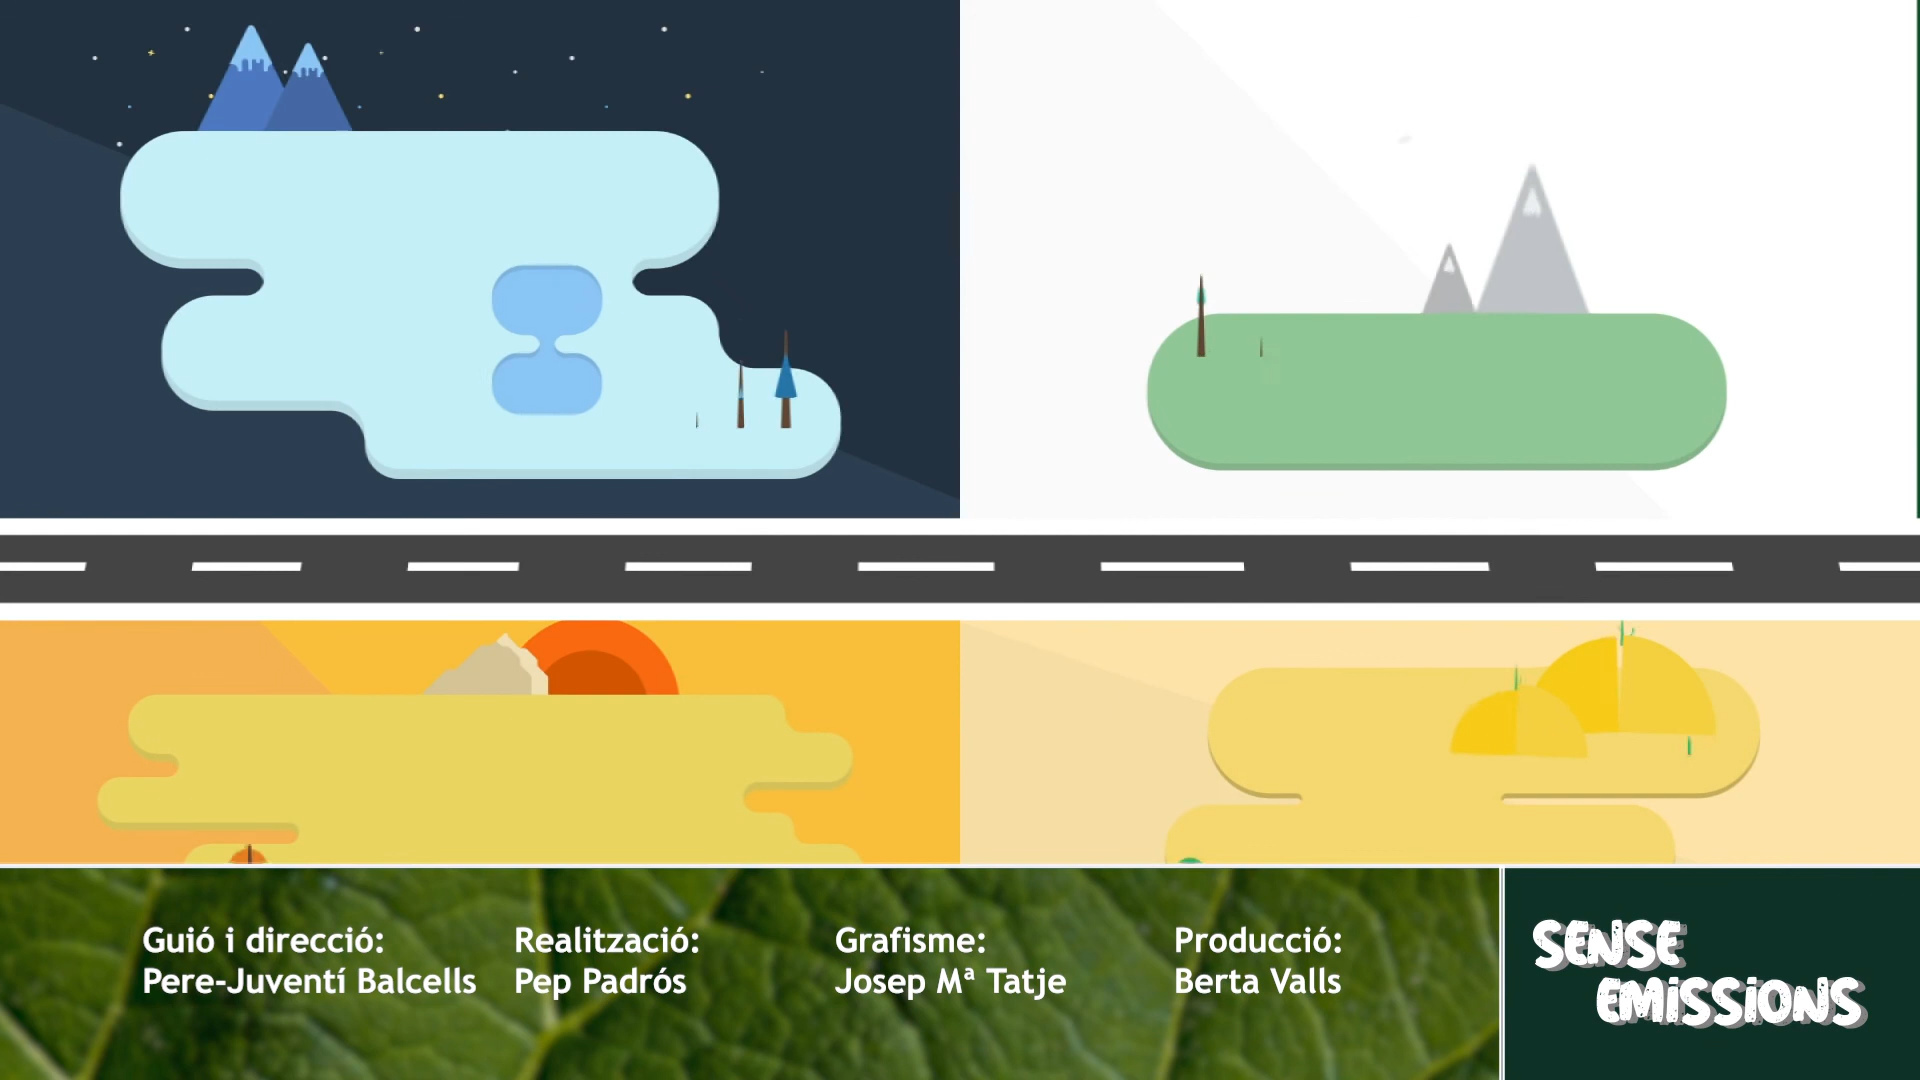 Guió i direcció:
Pere-Juventí Balcells
Realització:
Pep Padrós
Grafisme:
Josep Mª Tatje
Producció:
Berta Valls
SENSE
EMiSSiONS